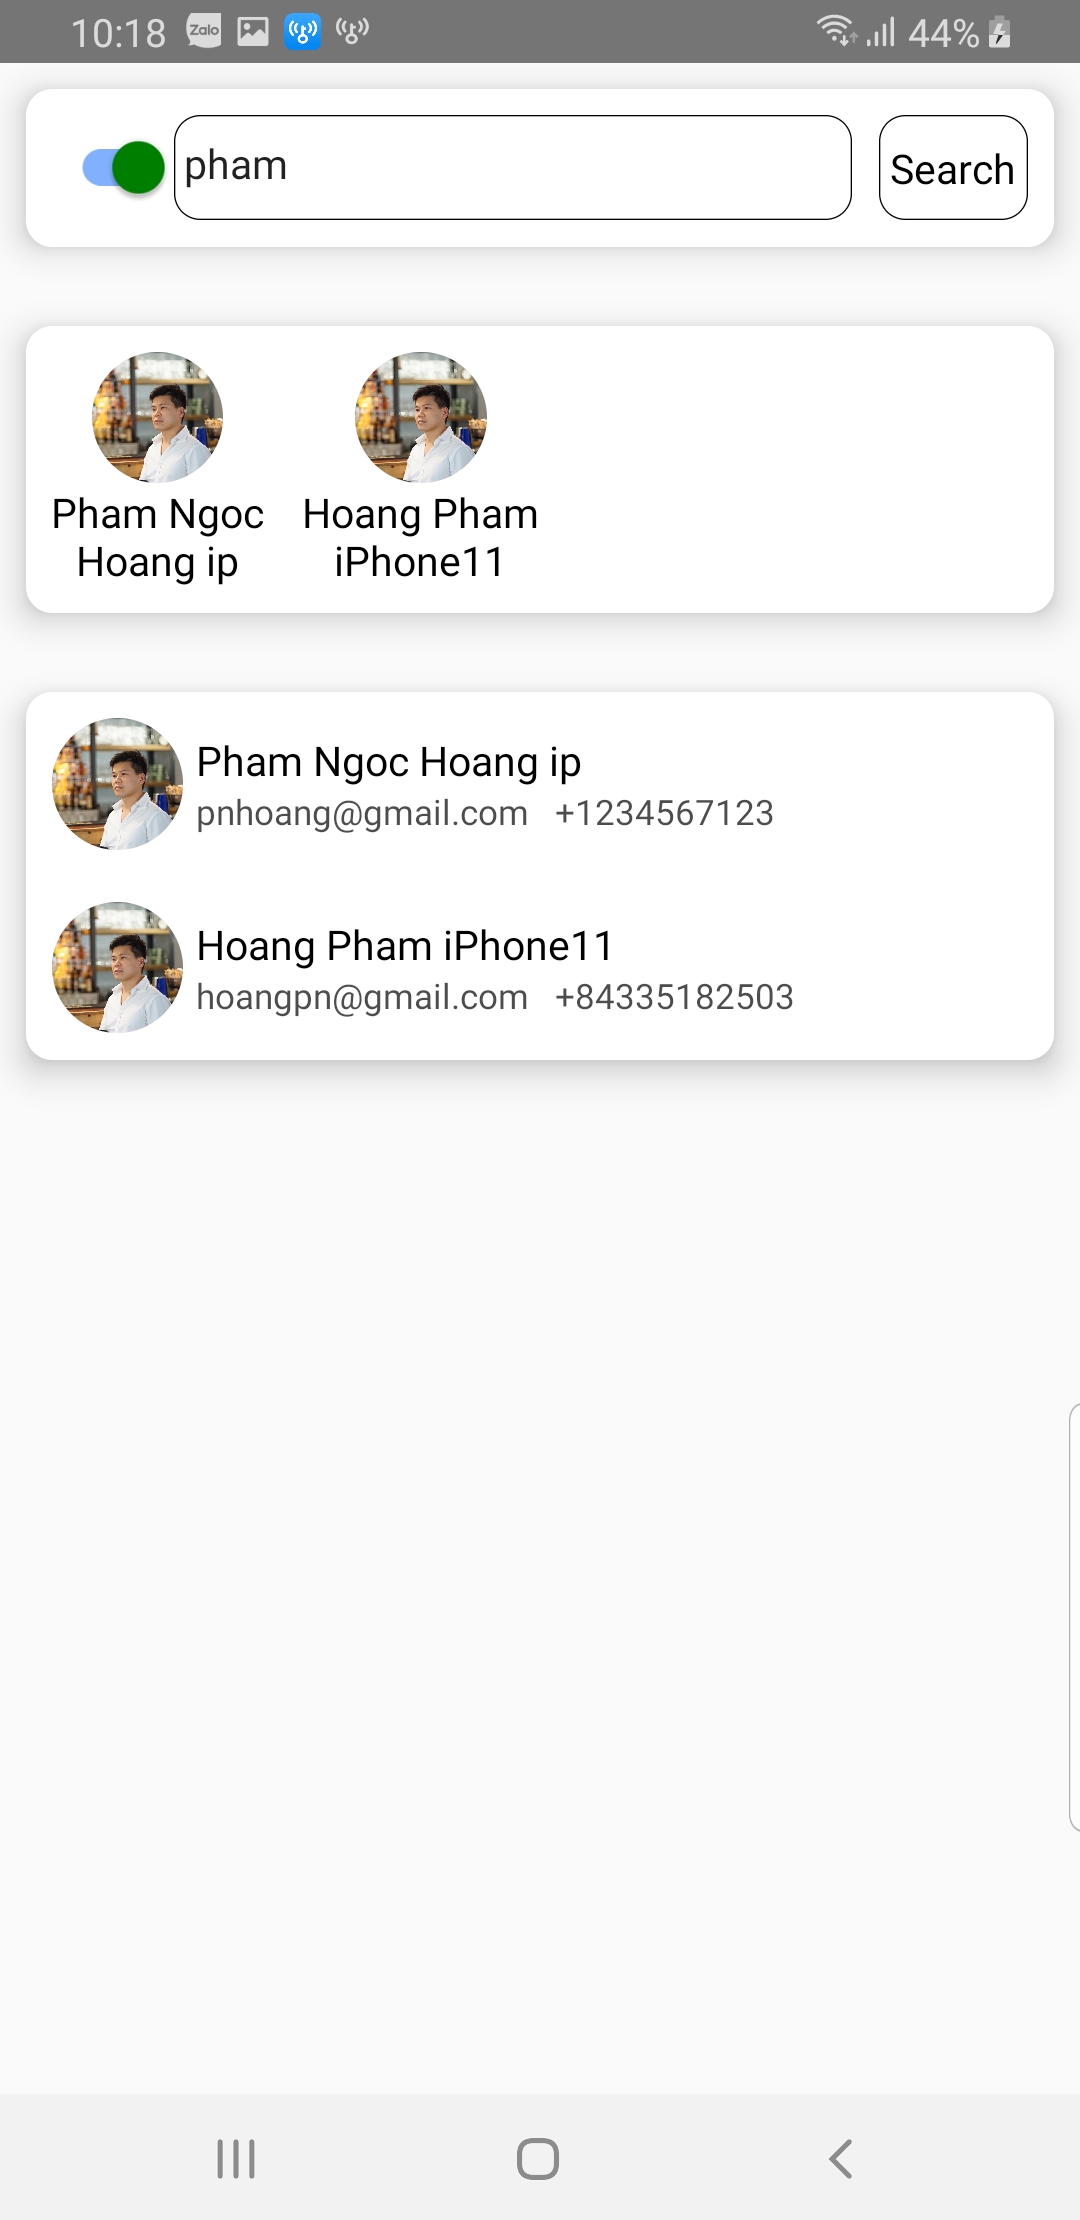 10:18 Zalo 44%
pham Search
Pham Ngoc
Hoang ip
Hoang Pham
iPhone11
Pham Ngoc Hoang ip
pnhoang@gmail.com +1234567123
Hoang Pham iPhone11
hoangpn@gmail.com +84335182503